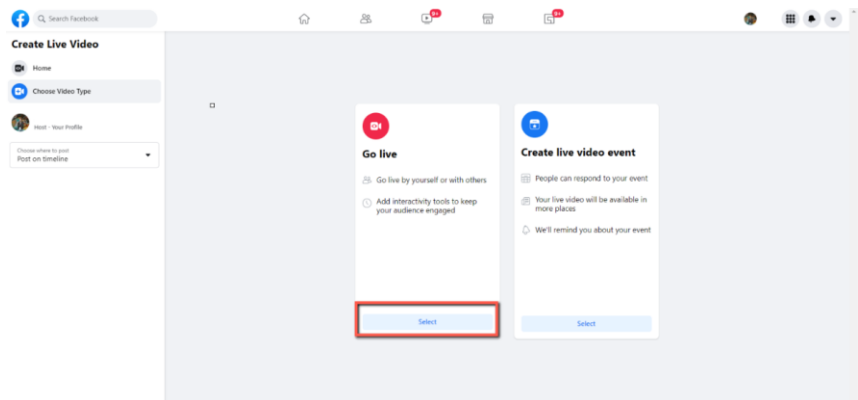 Search Facebook
9+
9+
Create Live Video
Home
Choose Video Type
Host - Your Profile
Choose where to post
Post on timeline
Go live
Go live by yourself or with others
Add interactivity tools to keep
your audience engaged
Select
Create live video event
People can respond to your event
Your live video will be available in
more places
We'll remind you about your event
Select